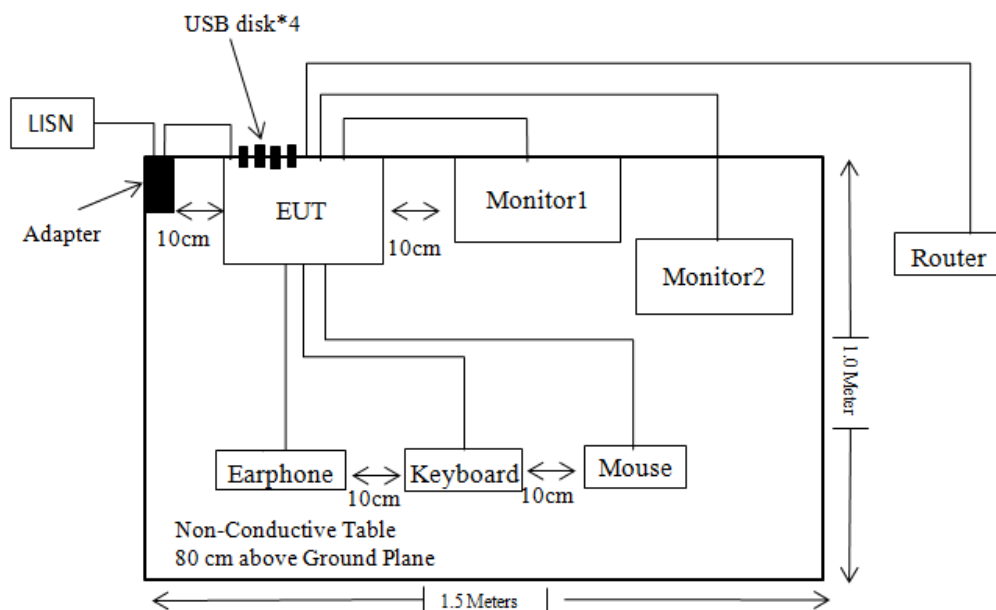 USB disk*4
LISN
Adapter
10cm
EUT
10cm
Monitor1
Monitor2
Router
1.0 Meter
Earphone
10cm
Keyboard
10cm
Mouse
Non-Conductive Table
80 cm above Ground Plane
1.5 Meters